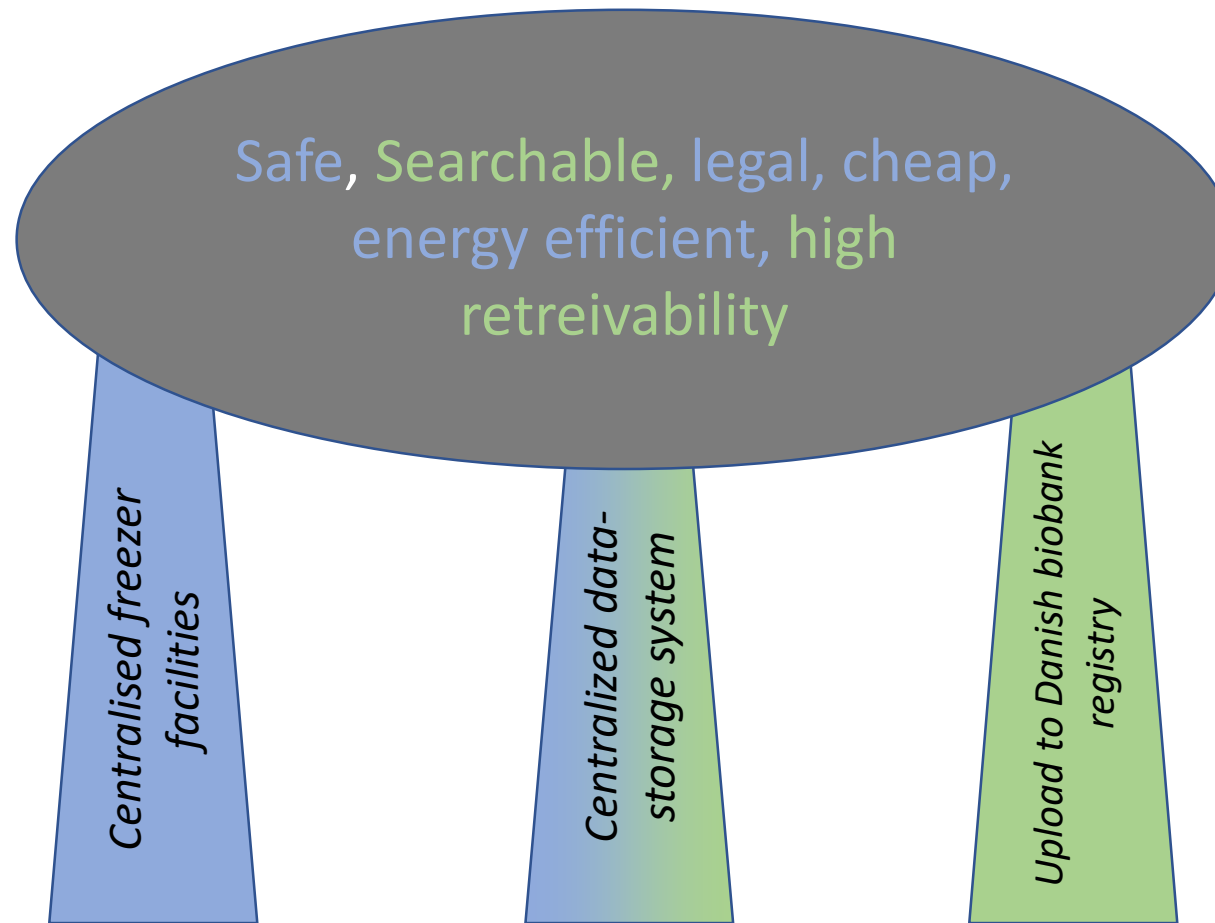 Safe, Searchable, legal, cheap,
energy efficient, high
retreivability
Centralised freezer
facilities
Centralized data-
storage system
Upload to Danish biobank
registry